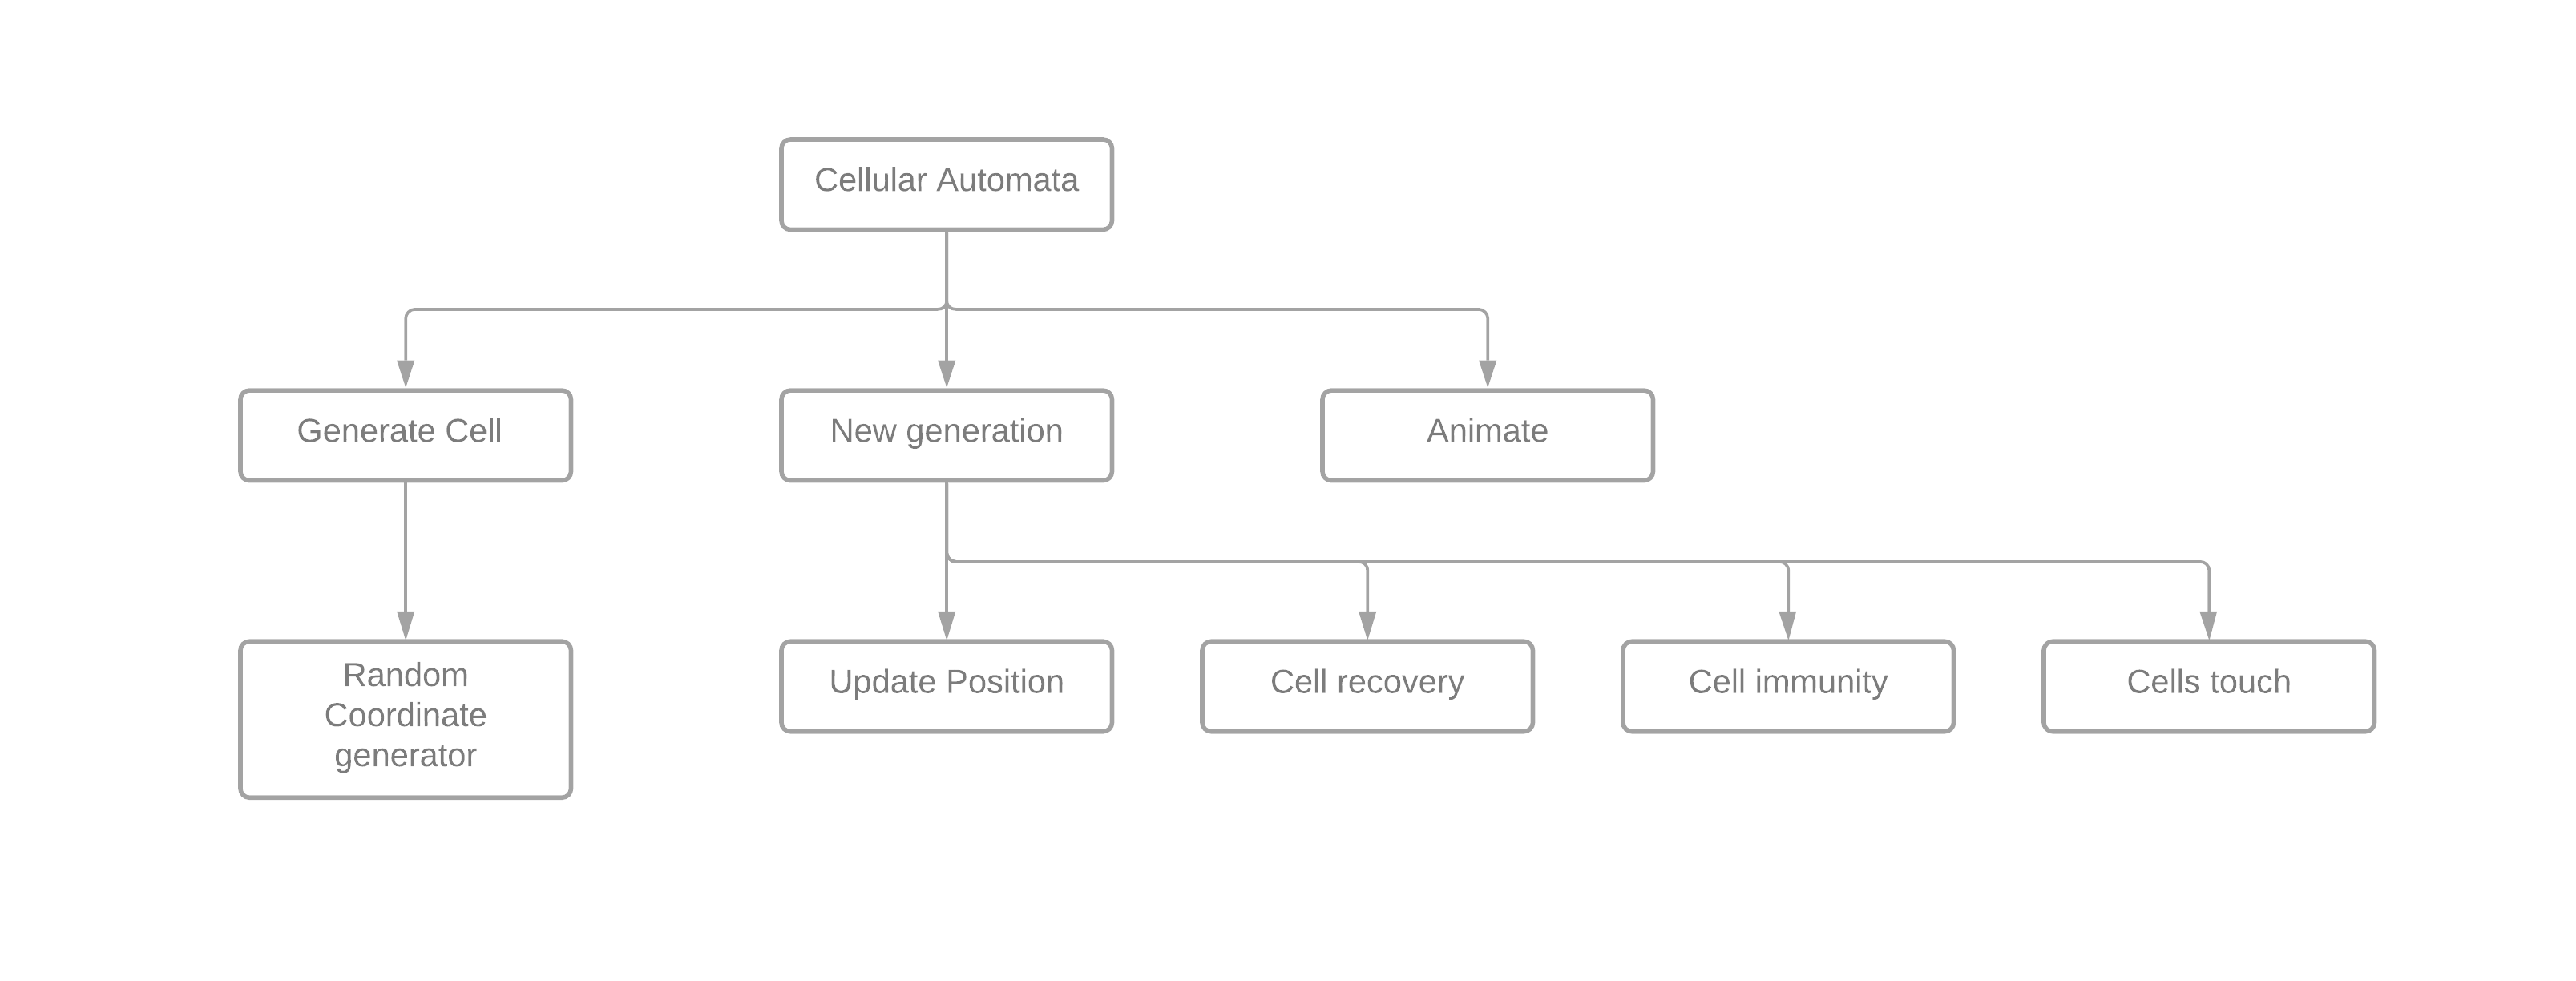 Cellular Automata
Generate Cell
New generation
Animate
Random
Coordinate
generator
Update Position
Cell recovery
Cell immunity
Cells touch